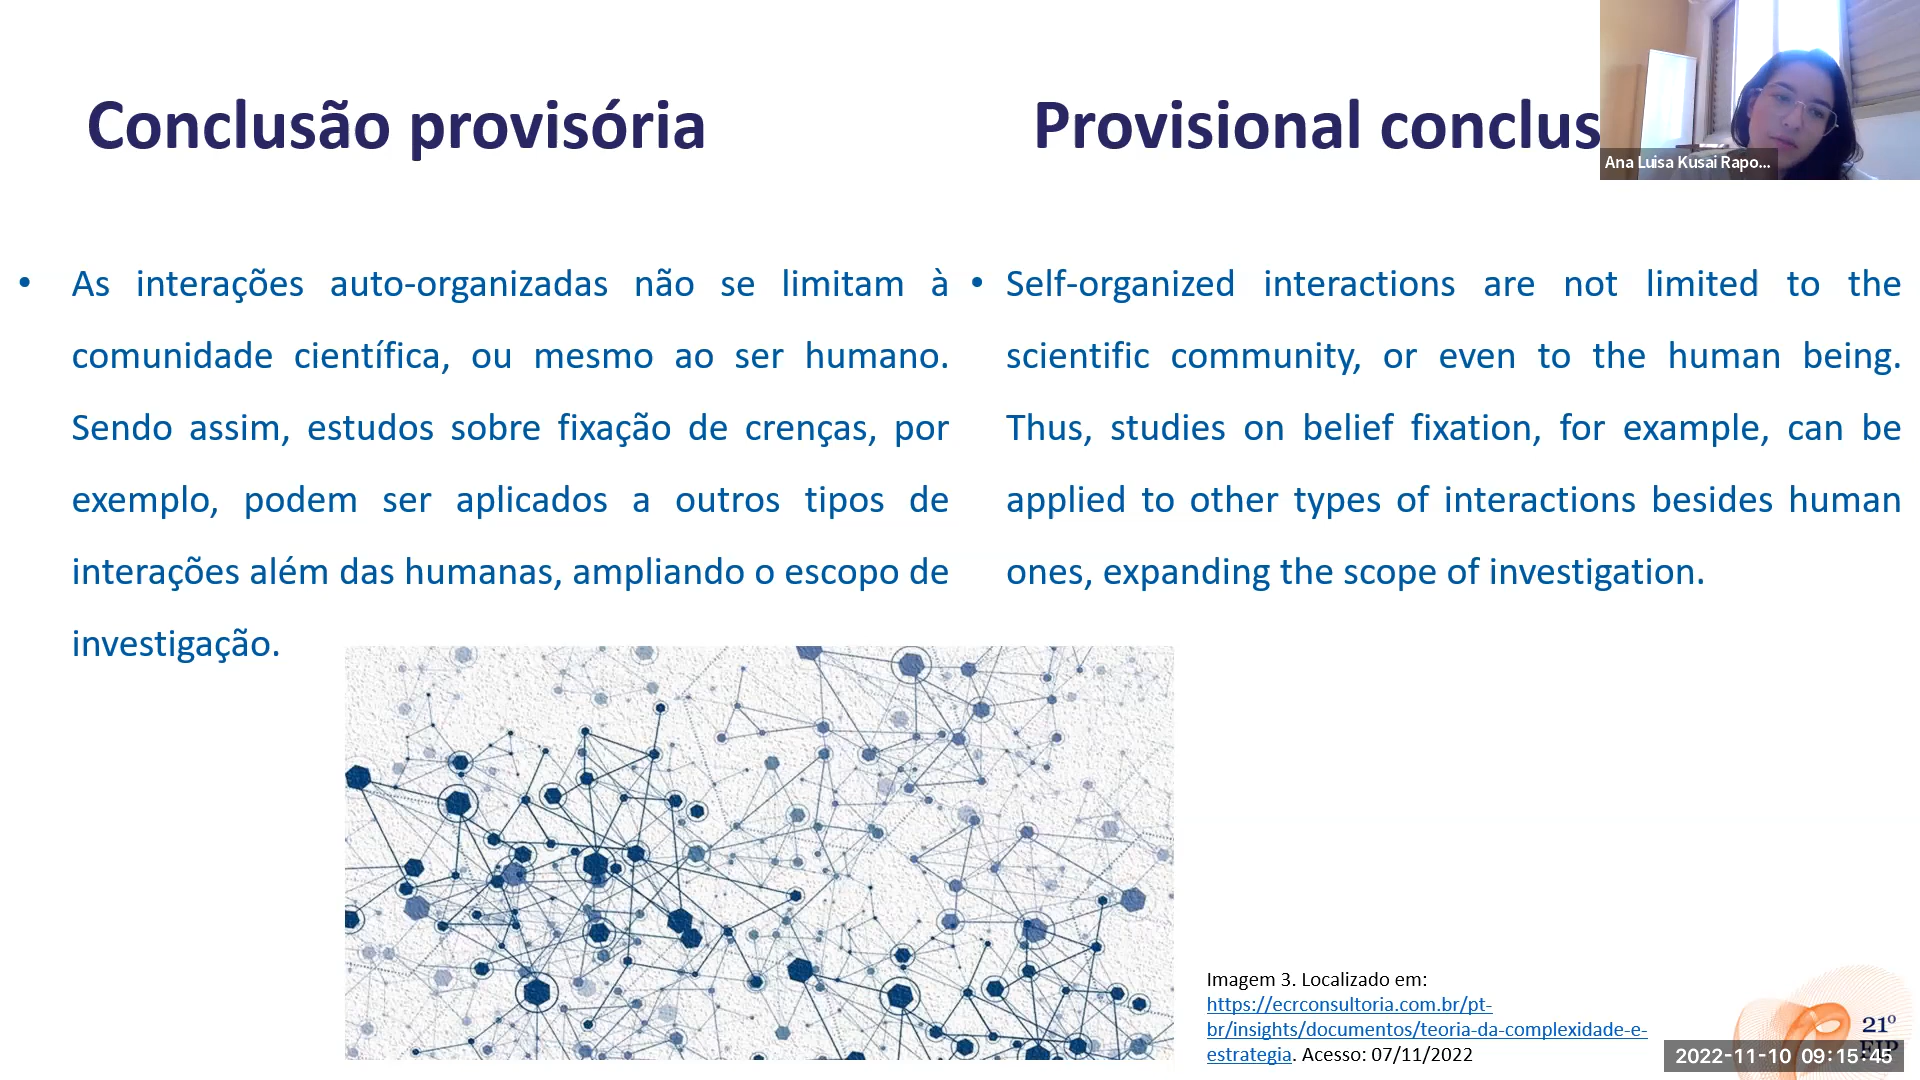 Conclusão provisória
• As interações auto-organizadas não se limitam à
comunidade científica, ou mesmo ao ser humano.
Sendo assim, estudos sobre fixação de crenças, por
exemplo, podem ser aplicados a outros tipos de
interações além das humanas, ampliando o escopo de
investigação.
Provisional conclus
• Self-organized interactions are not limited to the
scientific community, or even to the human being.
Thus, studies on belief fixation, for example, can be
applied to other types of interactions besides human
ones, expanding the scope of investigation.
Ana Luisa Kusai Rapo...
Imagem 3. Localizado em:
https://ecrconsultoria.com.br/pt-
br/insights/documentos/teoria-da-complexidade-e-
estrategia. Acesso: 07/11/2022
21º
EIP
2022-11-10 09:15:45